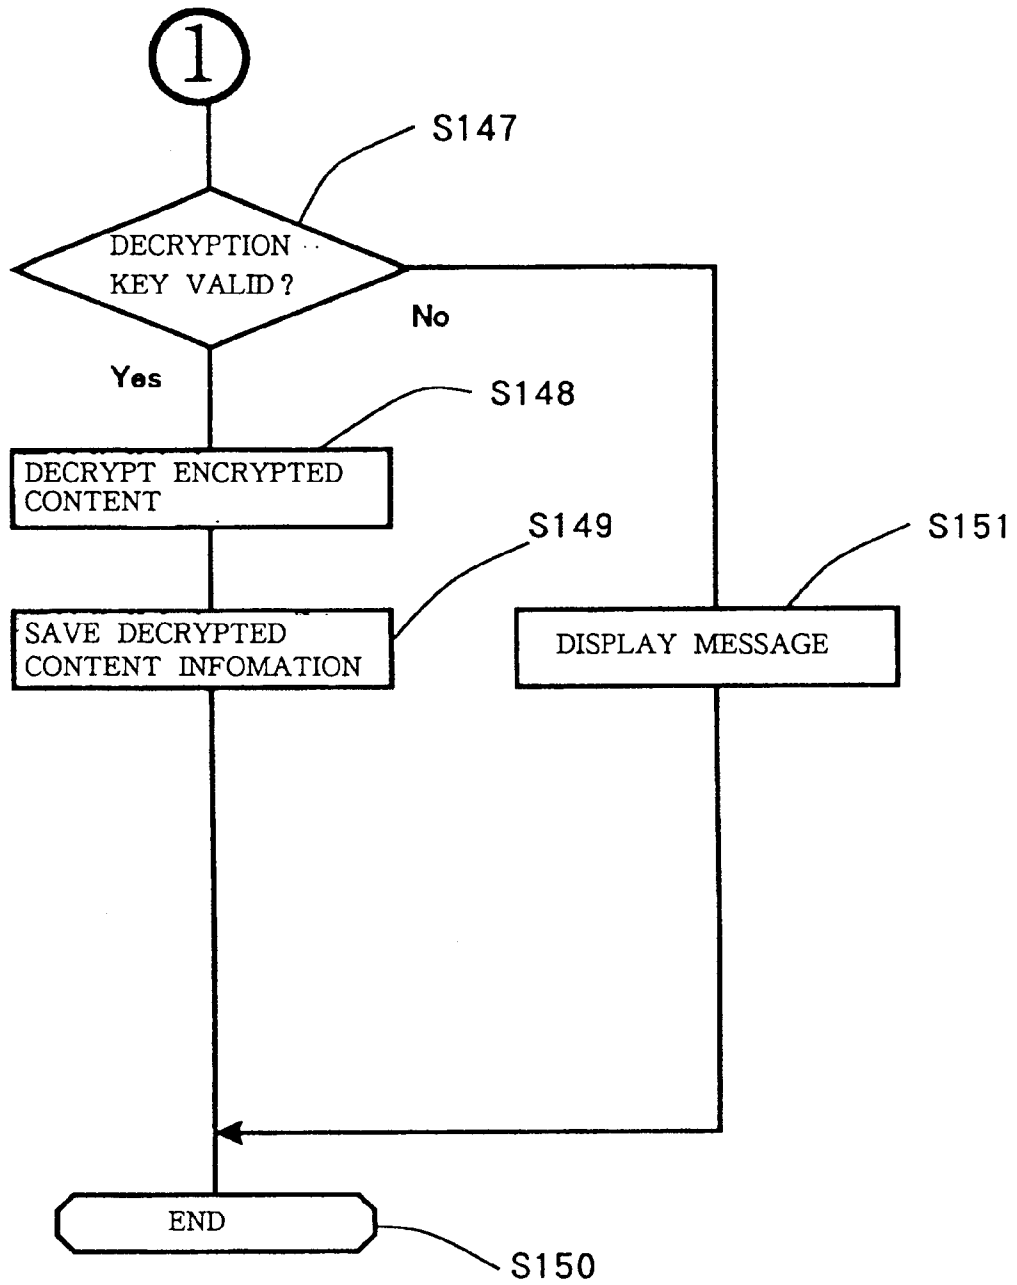 1
S147
DECRYPTION
KEY VALID?
No
Yes
S148
DECRYPT ENCRYPTED
CONTENT
S149
S151
SAVE DECRYPTED
CONTENT INFOMATION
DISPLAY MESSAGE
END
S150